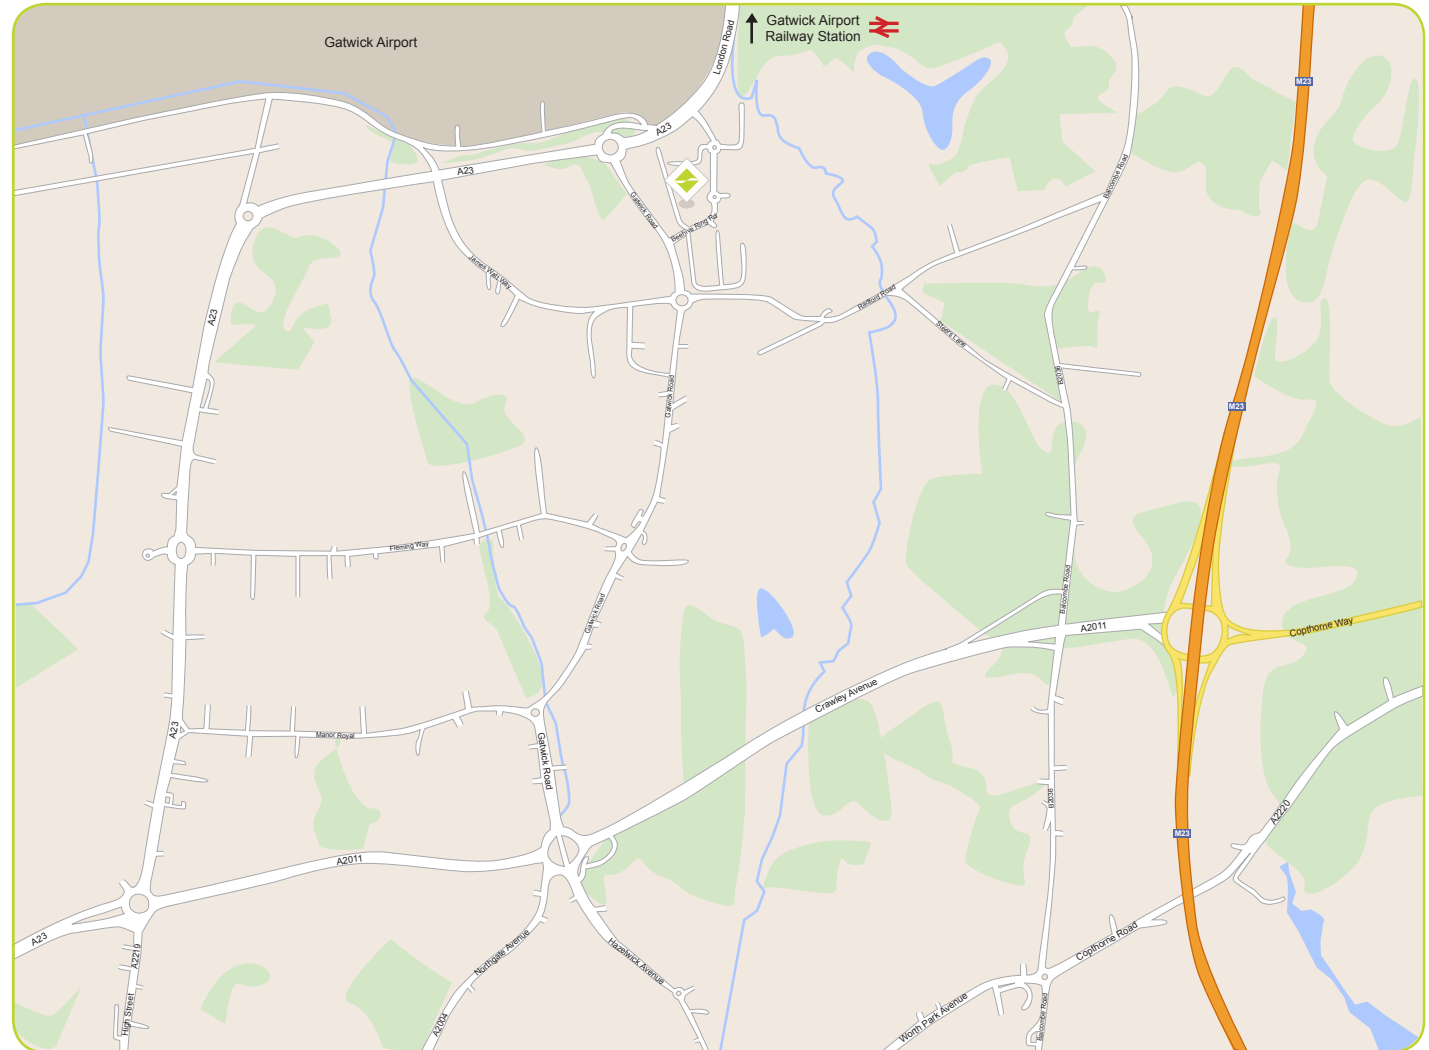 Gatwick Airport
London Road
Gatwick Airport
Railway Station
M23
A23
A23
Balcombe Road
Gatwick Road
Beehive Ring Rd
James Watt Way
Radford Road
A23
Steers Lane
B2036
Gatwick Road
M23
Fleming Way
Balcombe Road
Gatwick Road
A2011
Copthorne Way
Crawley Avenue
A23
Manor Royal
Gatwick Road
B2036
A2220
M23
A2011
A23
A2219
Northgate Avenue
Hazelwick Avenue
Copthorne Road
High Street
A2004
Worth Park Avenue
Balcombe Road